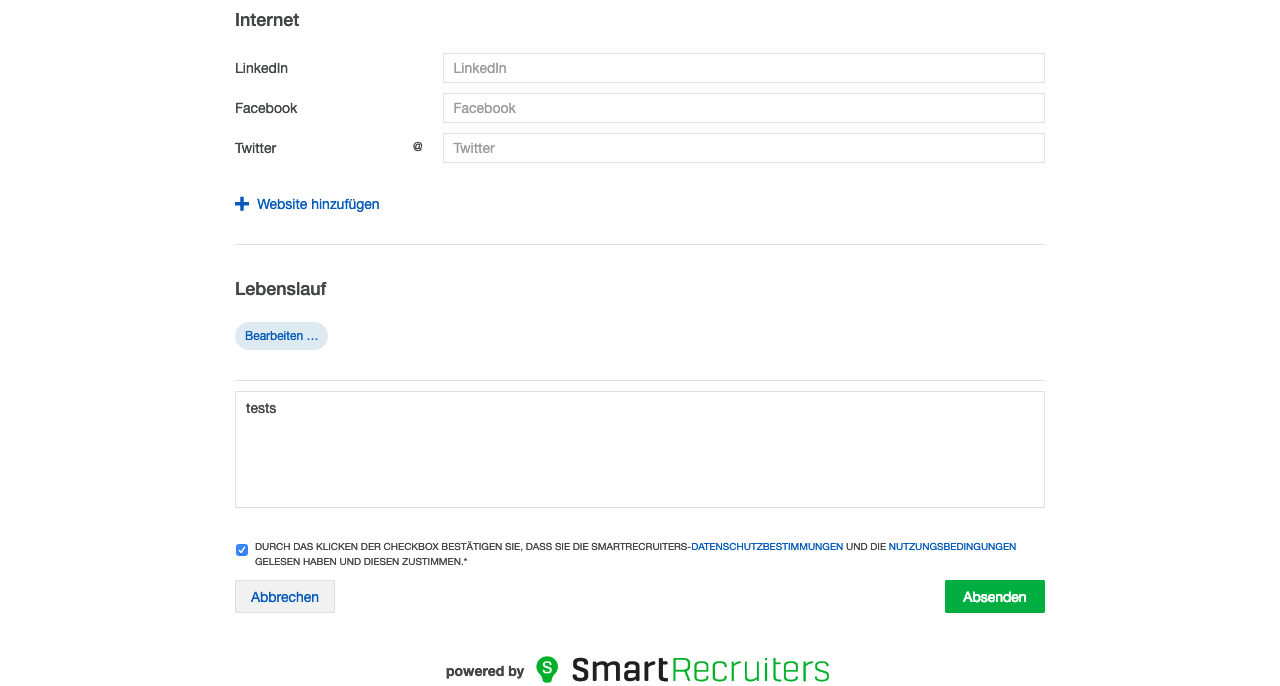 Internet
LinkedIn LinkedIn
Facebook Facebook
Twitter @ Twitter
Website hinzufügen
Lebenslauf
Bearbeiten ...
tests
DURCH DAS KLICKEN DER CHECKBOX BESTÄTIGEN SIE, DASS SIE DIE SMARTRECRUITERS-DATENSCHUTZBESTIMMUNGEN UND DIE NUTZUNGSBEDINGUNGEN
GELESEN HABEN UND DIESEN ZUSTIMMEN.*
Abbrechen Absenden
powered by S SmartRecruiters